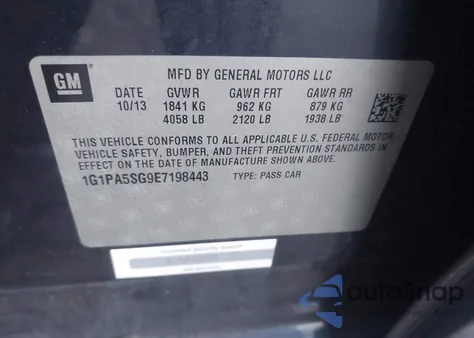 GM
MFD BY GENERAL MOTORS LLC
DATE GVWR GAWR FRT GAWR RR
10/13 1841 KG 962 KG 879 KG
4058 LB 2120 LB 1938 LB
THIS VEHICLE CONFORMS TO ALL APPLICABLE U.S. FEDERAL MOTOR
VEHICLE SAFETY, BUMPER, AND THEFT PREVENTION STANDARDS IN
EFFECT ON THE DATE OF MANUFACTURE SHOWN ABOVE.
1G1PA5SG9E7198443 TYPE: PASS CAR
autoSnap